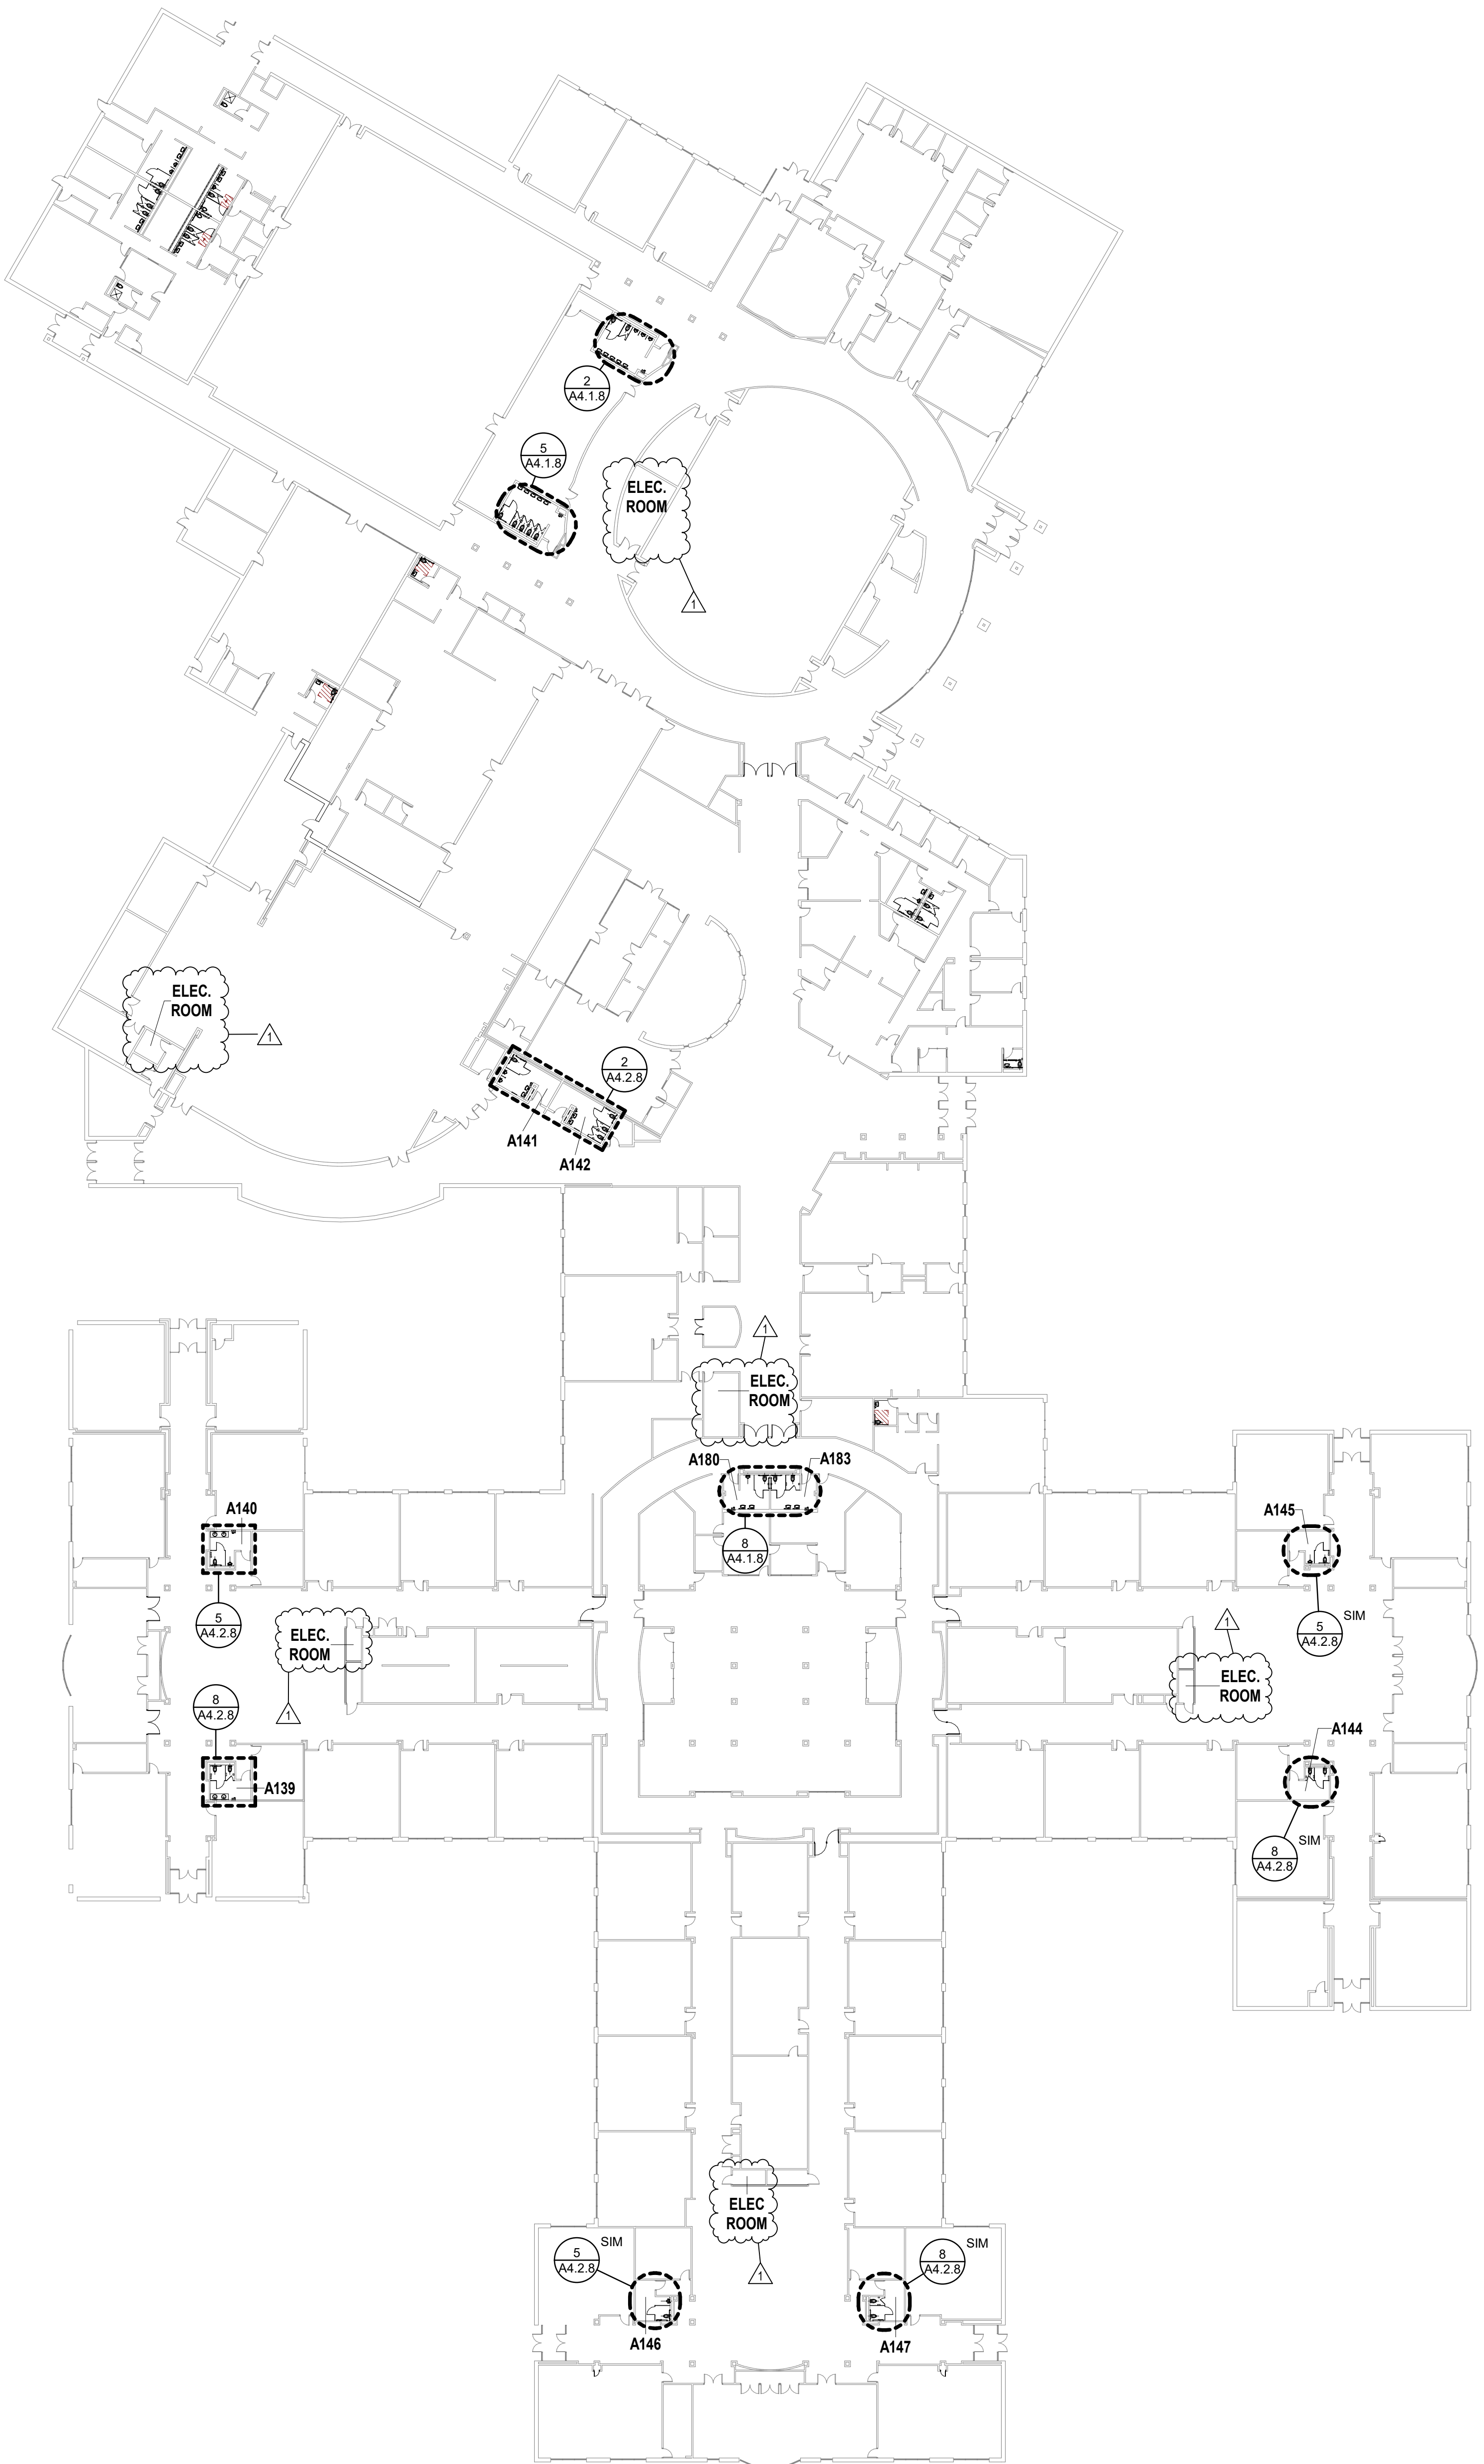 2
A4.1.8
5
A4.1.8
ELEC.
ROOM
1
ELEC.
ROOM
1
2
A4.2.8
A141
A142
1
ELEC.
ROOM
A180
A183
8
A4.1.8
A140
5
A4.2.8
A145
SIM
5
A4.2.8
ELEC.
ROOM
1
1
ELEC.
ROOM
8
A4.2.8
A139
A144
SIM
8
A4.2.8
ELEC
ROOM
1
SIM
5
A4.2.8
A146
SIM
8
A4.2.8
A147